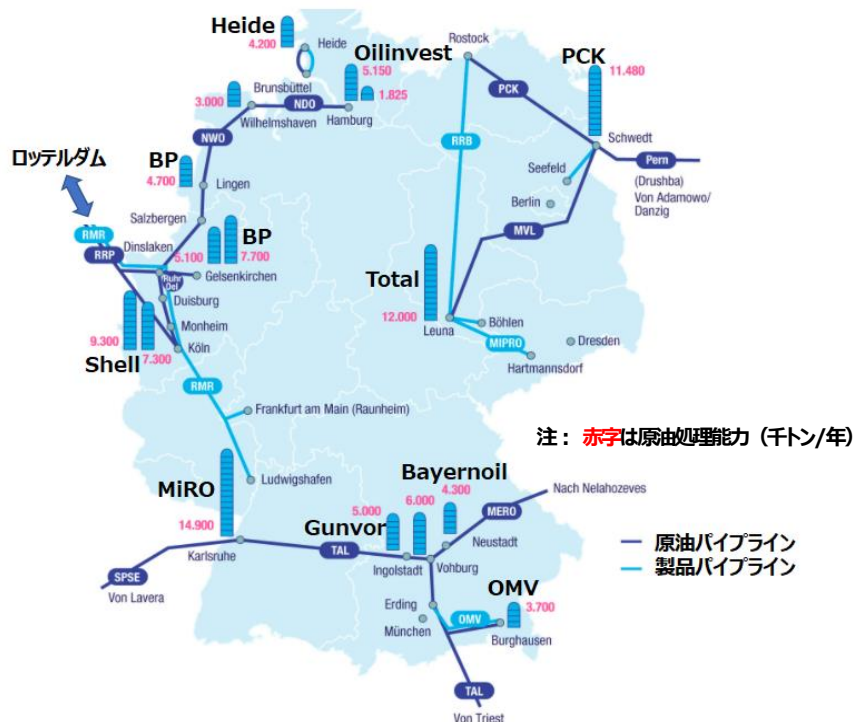 Heide
4.200
Heide
Oilinvest
5.150
1.825
Rostock
PCK
11.480
PCK
Brunsbüttel
3.000
NDO
Wilhelmshaven
Hamburg
NWO
RRB
Schwedt
Seefeld
Pern
(Drushba)
Von Adamowo/
Danzig
Berlin
ロッテルダム
BP
4.700
Lingen
Salzbergen
MVL
RMR
RRP
Dinslaken
5.100
BP
7.700
Ruhr
Oel
Gelsenkirchen
Duisburg
Total
12.000
Leuna
Böhlen
MIPRO
Dresden
Hartmannsdorf
Monheim
9.300
7.300
Köln
Shell
RMR
Frankfurt am Main (Raunheim)
注： 赤字は原油処理能力（千トン/年）
Ludwigshafen
MiRO
14.900
Karlsruhe
Bayernoil
4.300
6.000
5.000
Gunvor
Nach Nelahozeves
MERO
Neustadt
TAL
Ingolstadt
Vohburg
原油パイプライン
製品パイプライン
SPSE
Von Lavera
OMV
3.700
Erding
OMV
München
Burghausen
TAL
Von Triest